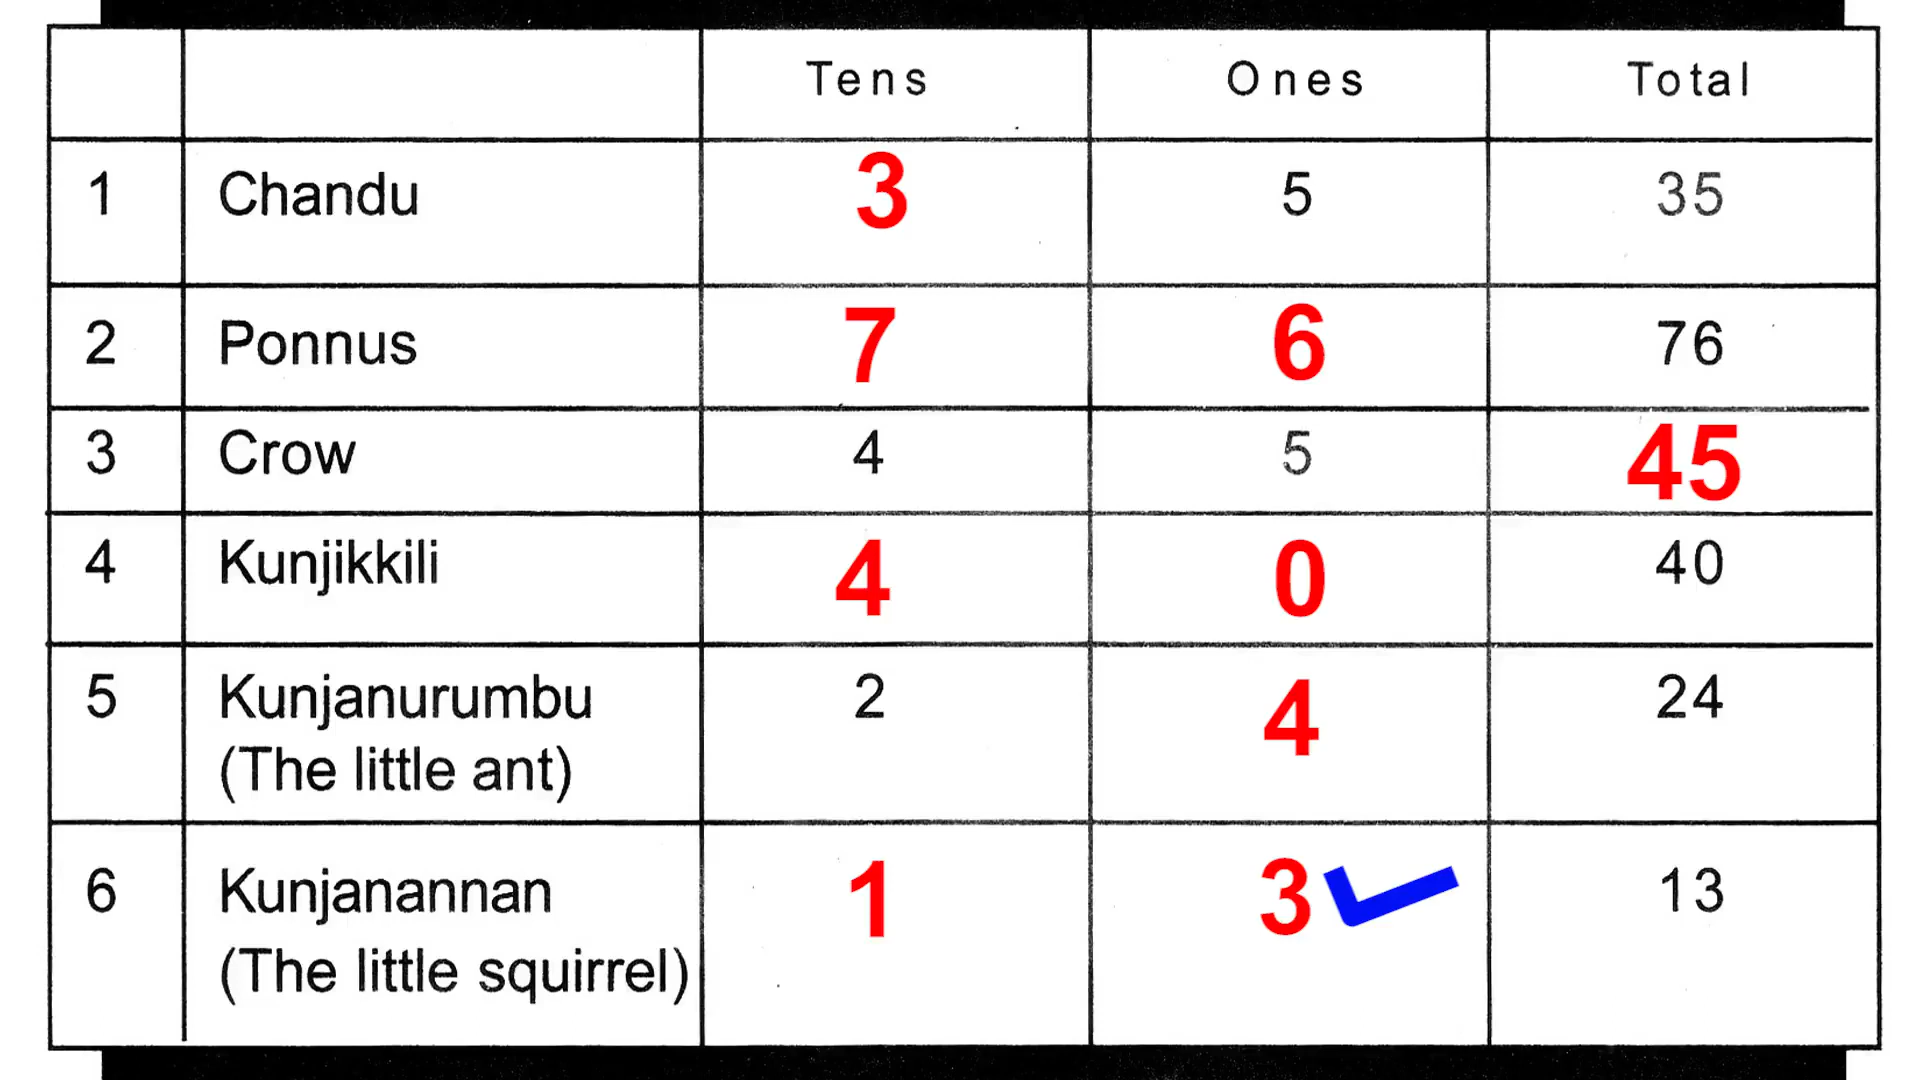 Tens Ones Total
1 Chandu 3 5 35
2 Ponnus 7 6 76
3 Crow 4 5 45
4 Kunjikkili 4 0 40
5 Kunjanurumbu 2 4 24
(The little ant)
6 Kunjanannan 1 3 13
(The little squirrel)